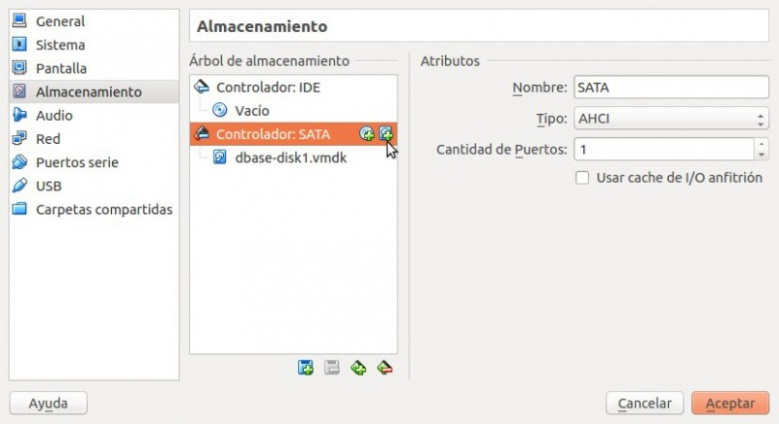 General
Sistema
Pantalla
Almacenamiento
Audio
Red
Puertos serie
USB
Carpetas compartidas
Almacenamiento
Árbol de almacenamiento
Controlador: IDE
Vacío
Controlador: SATA
dbase-disk1.vmdk
Atributos
Nombre: SATA
Tipo: AHCI
Cantidad de Puertos: 1
Usar cache de I/O anfitrión
Ayuda
Cancelar
Aceptar